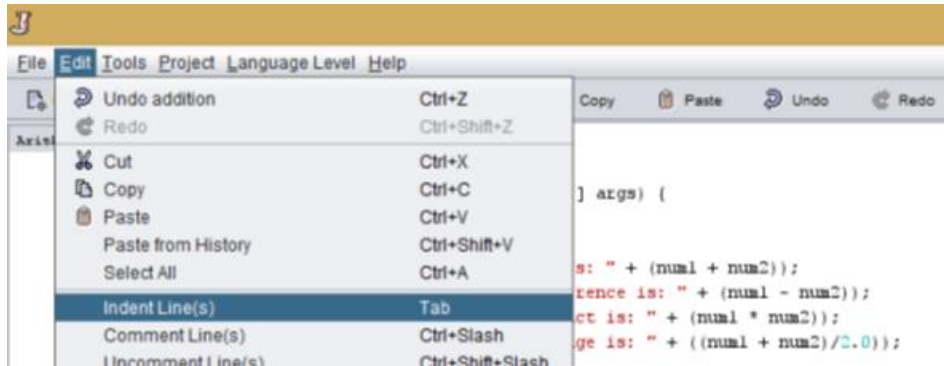 J
File Edit Tools Project Language Level Help
Undo addition Ctrl+Z Copy Paste Undo Redo
Redo Ctrl+Shift+Z
Cut Ctrl+X
Copy Ctrl+C ] args) {
Paste Ctrl+V
Paste from History Ctrl+Shift+V
Select All Ctrl+A s: " + (num1 + num2));
Indent Line(s) Tab rence is: " + (num1 - num2));
Comment Line(s) Ctrl+Slash ct is: " + (num1 * num2));
Uncomment Line(s) Ctrl+Shift+Slash ge is: " + ((num1 + num2)/2.0));